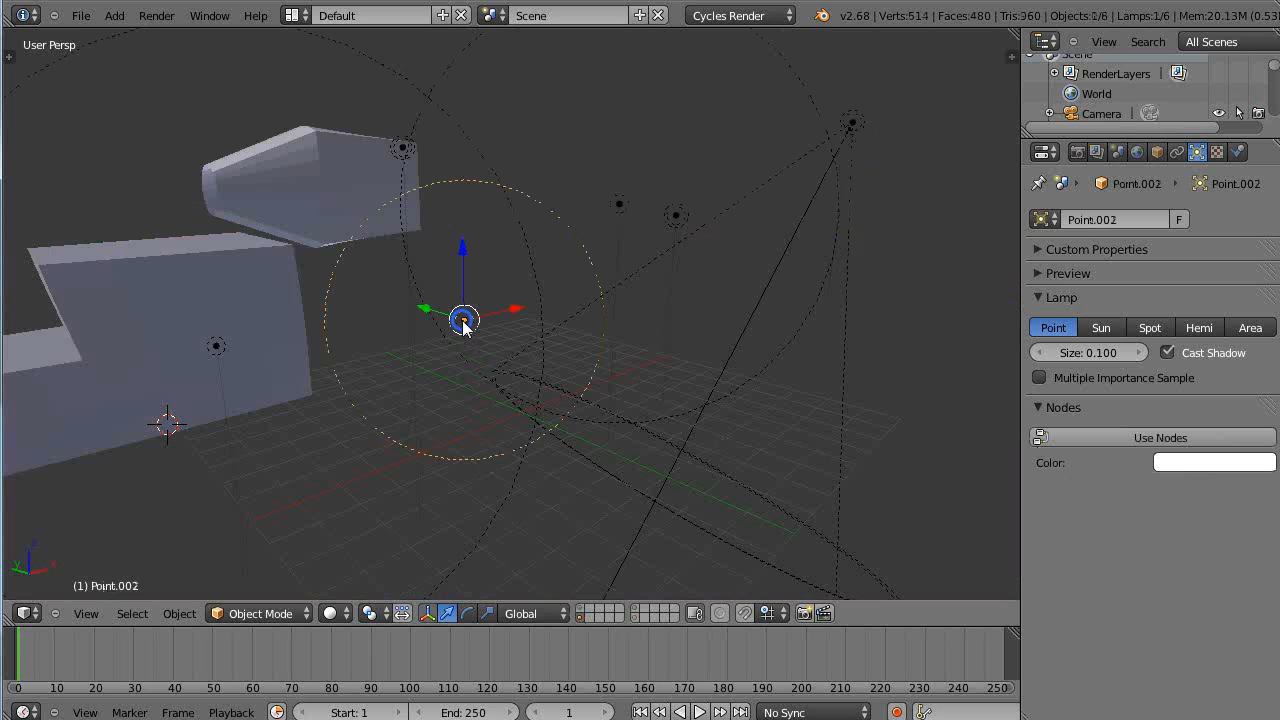 File Add Render Window Help Default Scene Cycles Render v2.68 | Verts:514 | Faces:480 | Tris:960 | Objects:1/6 | Lamps:1/6 | Mem:20.13M (0.53
User Persp
View Search All Scenes
Scene
RenderLayers
World
Camera
Point.002 Point.002
Point.002 F
Custom Properties
Preview
Lamp
Point Sun Spot Hemi Area
Size: 0.100 Cast Shadow
Multiple Importance Sample
Nodes
Use Nodes
Color:
z
y x
(1) Point.002
View Select Object Object Mode Global
0 10 20 30 40 50 60 70 80 90 100 110 120 130 140 150 160 170 180 190 200 210 220 230 240 250
View Marker Frame Playback Start: 1 End: 250 1 No Sync